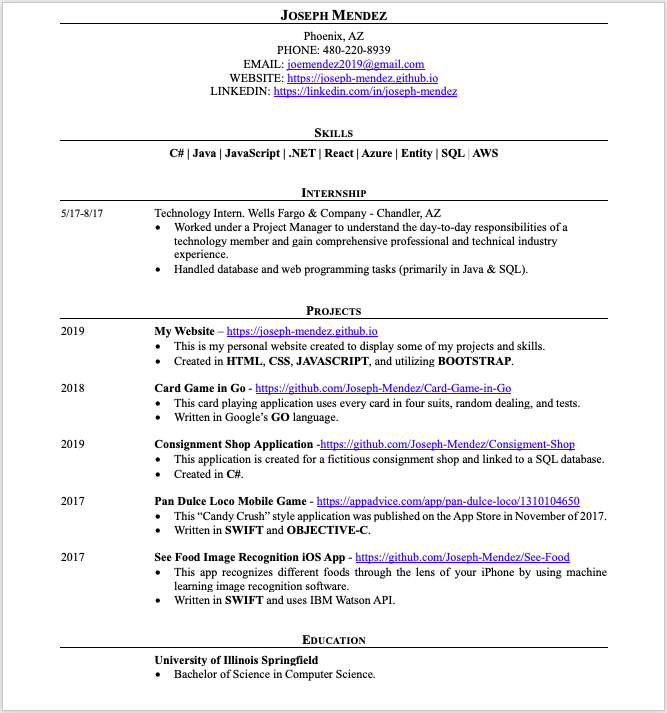 JOSEPH MENDEZ
Phoenix, AZ
PHONE: 480-220-8939
EMAIL: joemendez2019@gmail.com
WEBSITE: https://joseph-mendez.github.io
LINKEDIN: https://linkedin.com/in/joseph-mendez
SKILLS
C# | Java | JavaScript | .NET | React | Azure | Entity | SQL | AWS
INTERNSHIP
5/17-8/17 Technology Intern. Wells Fargo & Company - Chandler, AZ
• Worked under a Project Manager to understand the day-to-day responsibilities of a
technology member and gain comprehensive professional and technical industry
experience.
• Handled database and web programming tasks (primarily in Java & SQL).
PROJECTS
2019 My Website – https://joseph-mendez.github.io
• This is my personal website created to display some of my projects and skills.
• Created in HTML, CSS, JAVASCRIPT, and utilizing BOOTSTRAP.
2018 Card Game in Go - https://github.com/Joseph-Mendez/Card-Game-in-Go
• This card playing application uses every card in four suits, random dealing, and tests.
• Written in Google's GO language.
2019 Consignment Shop Application -https://github.com/Joseph-Mendez/Consigment-Shop
• This application is created for a fictitious consignment shop and linked to a SQL database.
• Created in C#.
2017 Pan Dulce Loco Mobile Game - https://appadvice.com/app/pan-dulce-loco/1310104650
• This “Candy Crush” style application was published on the App Store in November of 2017.
• Written in SWIFT and OBJECTIVE-C.
2017 See Food Image Recognition iOS App - https://github.com/Joseph-Mendez/See-Food
• This app recognizes different foods through the lens of your iPhone by using machine
learning image recognition software.
• Written in SWIFT and uses IBM Watson API.
EDUCATION
University of Illinois Springfield
• Bachelor of Science in Computer Science.